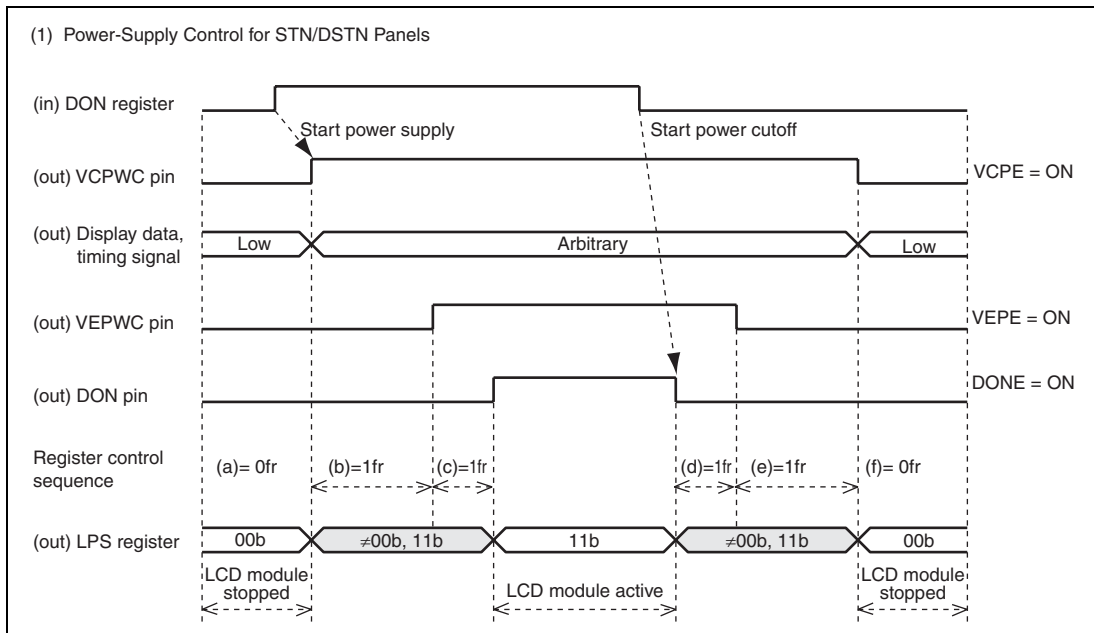 (1) Power-Supply Control for STN/DSTN Panels
(in) DON register
Start power supply
Start power cutoff
(out) VCPWC pin
VCPE = ON
(out) Display data,
timing signal
Low
Arbitrary
Low
(out) VEPWC pin
VEPE = ON
(out) DON pin
DONE = ON
Register control
sequence
(a)= 0fr
(b)=1fr
(c)=1fr
(d)=1fr
(e)=1fr
(f)= 0fr
(out) LPS register
00b
≠00b, 11b
11b
≠00b, 11b
00b
LCD module
stopped
LCD module active
LCD module
stopped